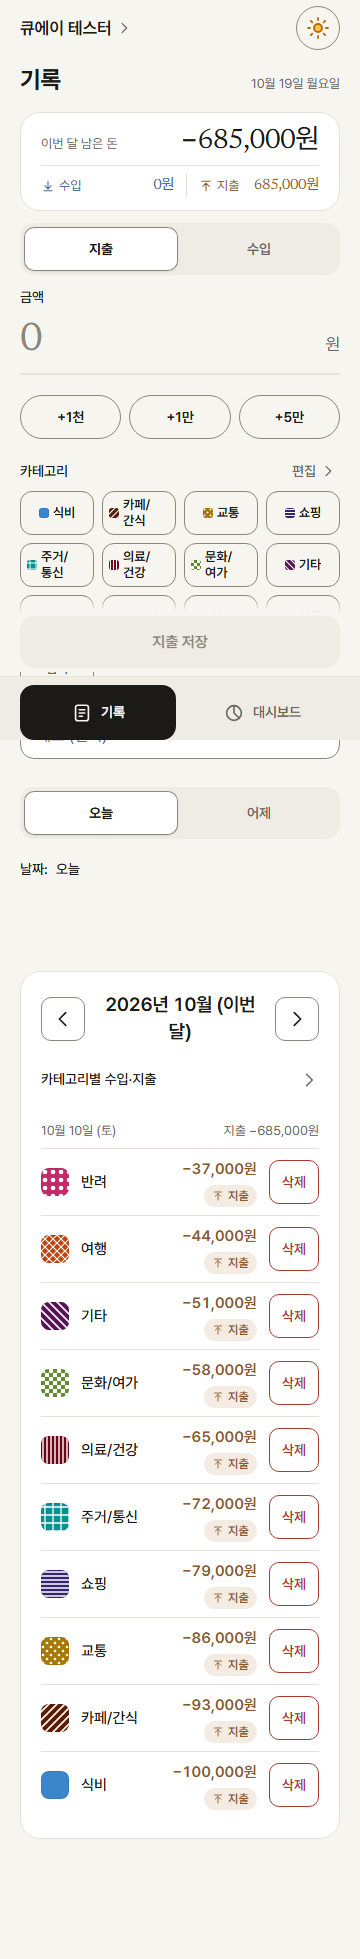 큐에이 테스터
기록
10월 19일 월요일
이번 달 남은 돈
−685,000원
수입
0원
지출
685,000원
지출
수입
금액
0
원
+1천
+1만
+5만
카테고리
편집
식비
카페/
간식
교통
쇼핑
주거/
통신
의료/
건강
문화/
여가
기타
지출 저장
기록
대시보드
오늘
어제
날짜: 오늘
2026년 10월 (이번
달)
카테고리별 수입·지출
10월 10일 (토)
지출 −685,000원
반려
−37,000원
지출
삭제
여행
−44,000원
지출
삭제
기타
−51,000원
지출
삭제
문화/여가
−58,000원
지출
삭제
의료/건강
−65,000원
지출
삭제
주거/통신
−72,000원
지출
삭제
쇼핑
−79,000원
지출
삭제
교통
−86,000원
지출
삭제
카페/간식
−93,000원
지출
삭제
식비
−100,000원
지출
삭제